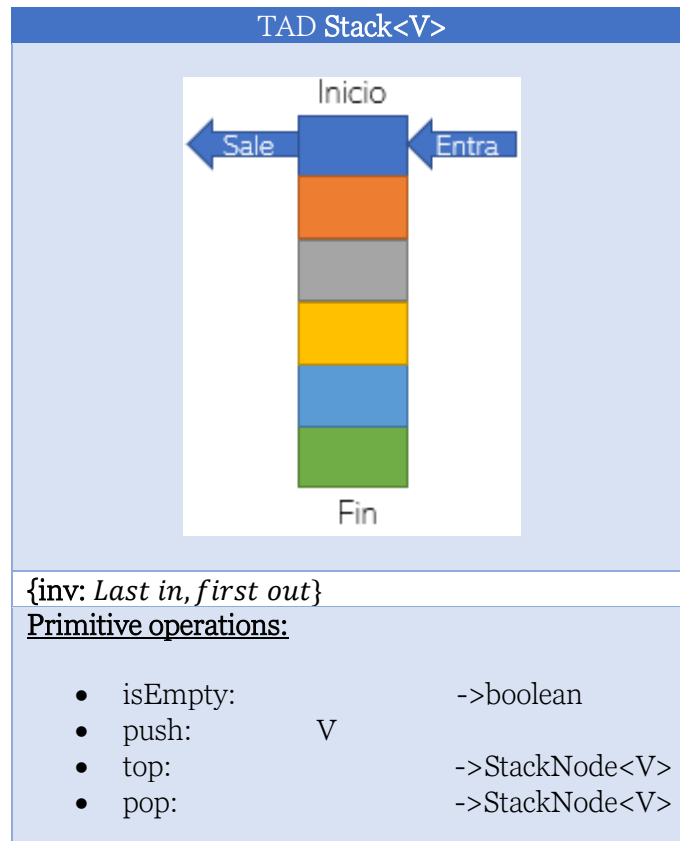 TAD Stack<V>
Inicio
Sale Entra
Fin
{inv: Last in, first out}
Primitive operations:
• isEmpty: ->boolean
• push: V
• top: ->StackNode<V>
• pop: ->StackNode<V>